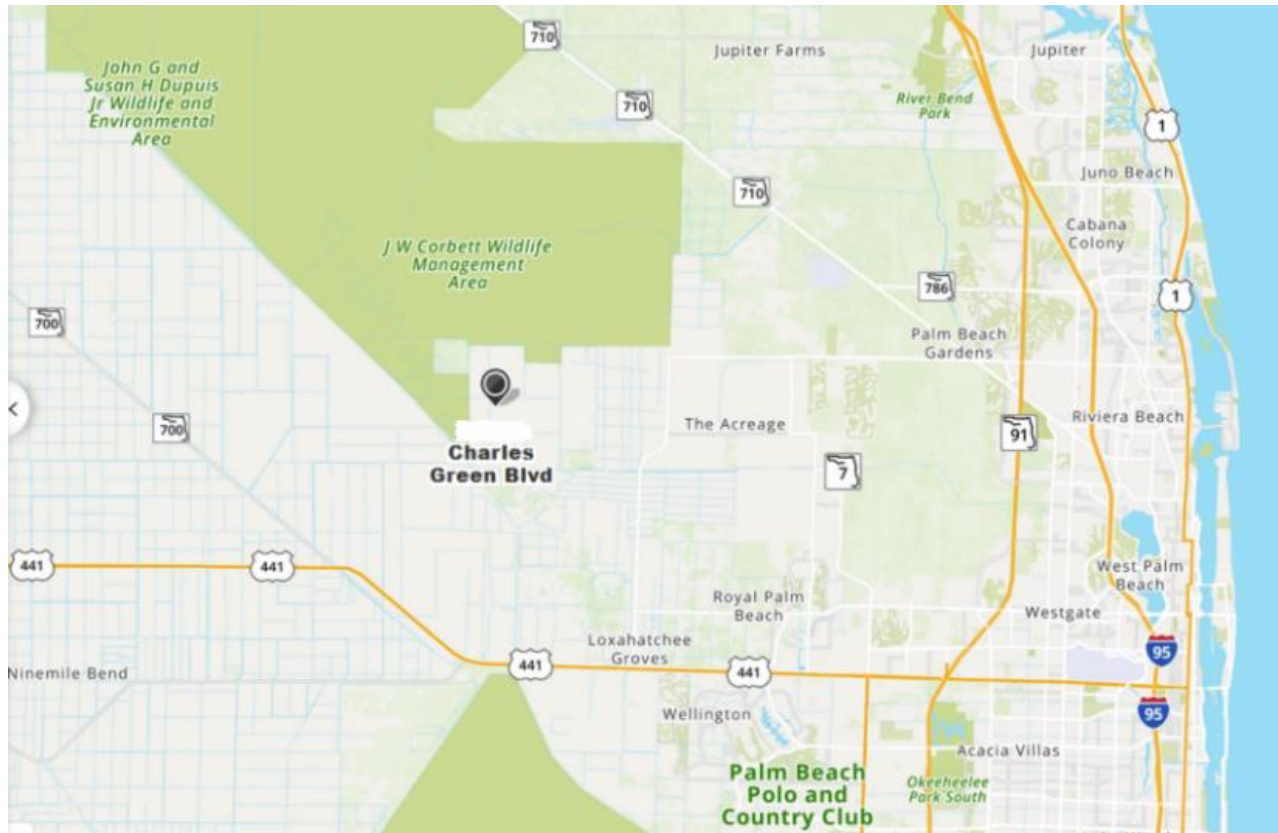 710
Jupiter Farms
Jupiter
John G and
Susan H Dupuis
Jr Wildlife and
Environmental
Area
River Bend
Park
710
1
Juno Beach
710
Cabana
Colony
J W Corbett Wildlife
Management
Area
786
1
700
Palm Beach
Gardens
Riviera Beach
The Acreage
700
91
Charles
Green Blvd
7
441
441
West Palm
Beach
Royal Palm
Beach
Westgate
Loxahatchee
Groves
95
441
441
Ninemile Bend
Wellington
95
Acacia Villas
Palm Beach
Polo and
Country Club
Okeeheelee
Park South